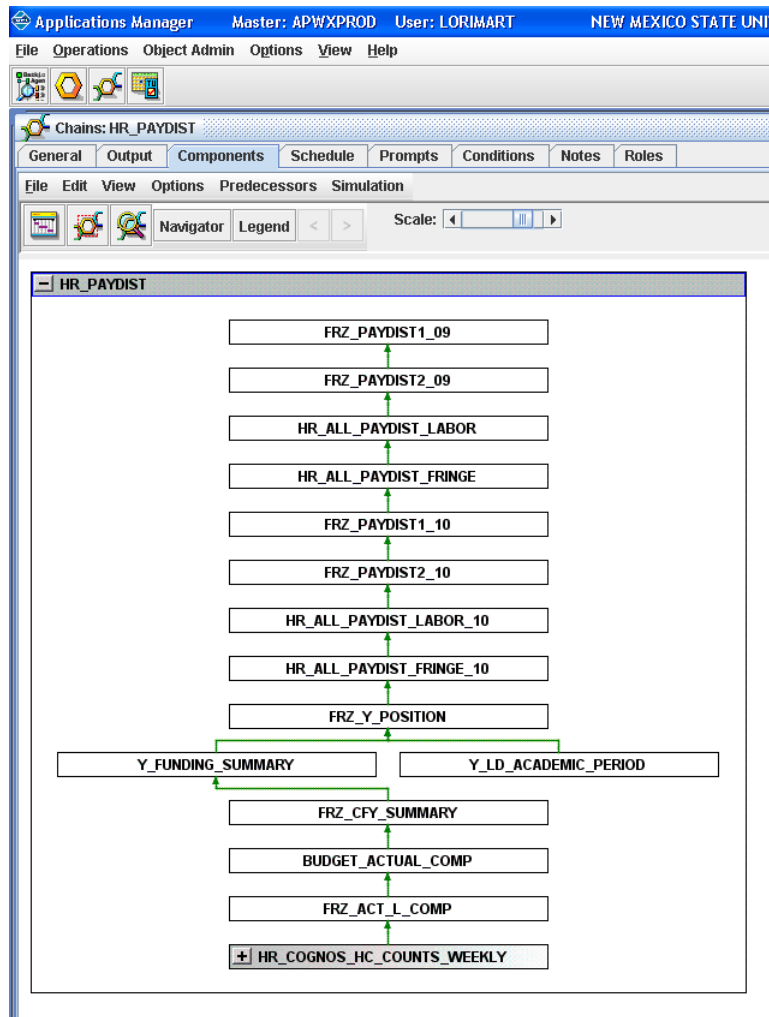 Applications Manager Master: APWXPROD User: LORIMART NEW MEXICO STATE UNI
File Operations Object Admin Options View Help
Chains: HR_PAYDIST
General Output Components Schedule Prompts Conditions Notes Roles
File Edit View Options Predecessors Simulation
Navigator Legend < > Scale:
HR_PAYDIST
FRZ_PAYDIST1_09
FRZ_PAYDIST2_09
HR_ALL_PAYDIST_LABOR
HR_ALL_PAYDIST_FRINGE
FRZ_PAYDIST1_10
FRZ_PAYDIST2_10
HR_ALL_PAYDIST_LABOR_10
HR_ALL_PAYDIST_FRINGE_10
FRZ_Y_POSITION
Y_FUNDING_SUMMARY Y_LD_ACADEMIC_PERIOD
FRZ_CFY_SUMMARY
BUDGET_ACTUAL_COMP
FRZ_ACT_L_COMP
HR_COGNOS_HC_COUNTS_WEEKLY